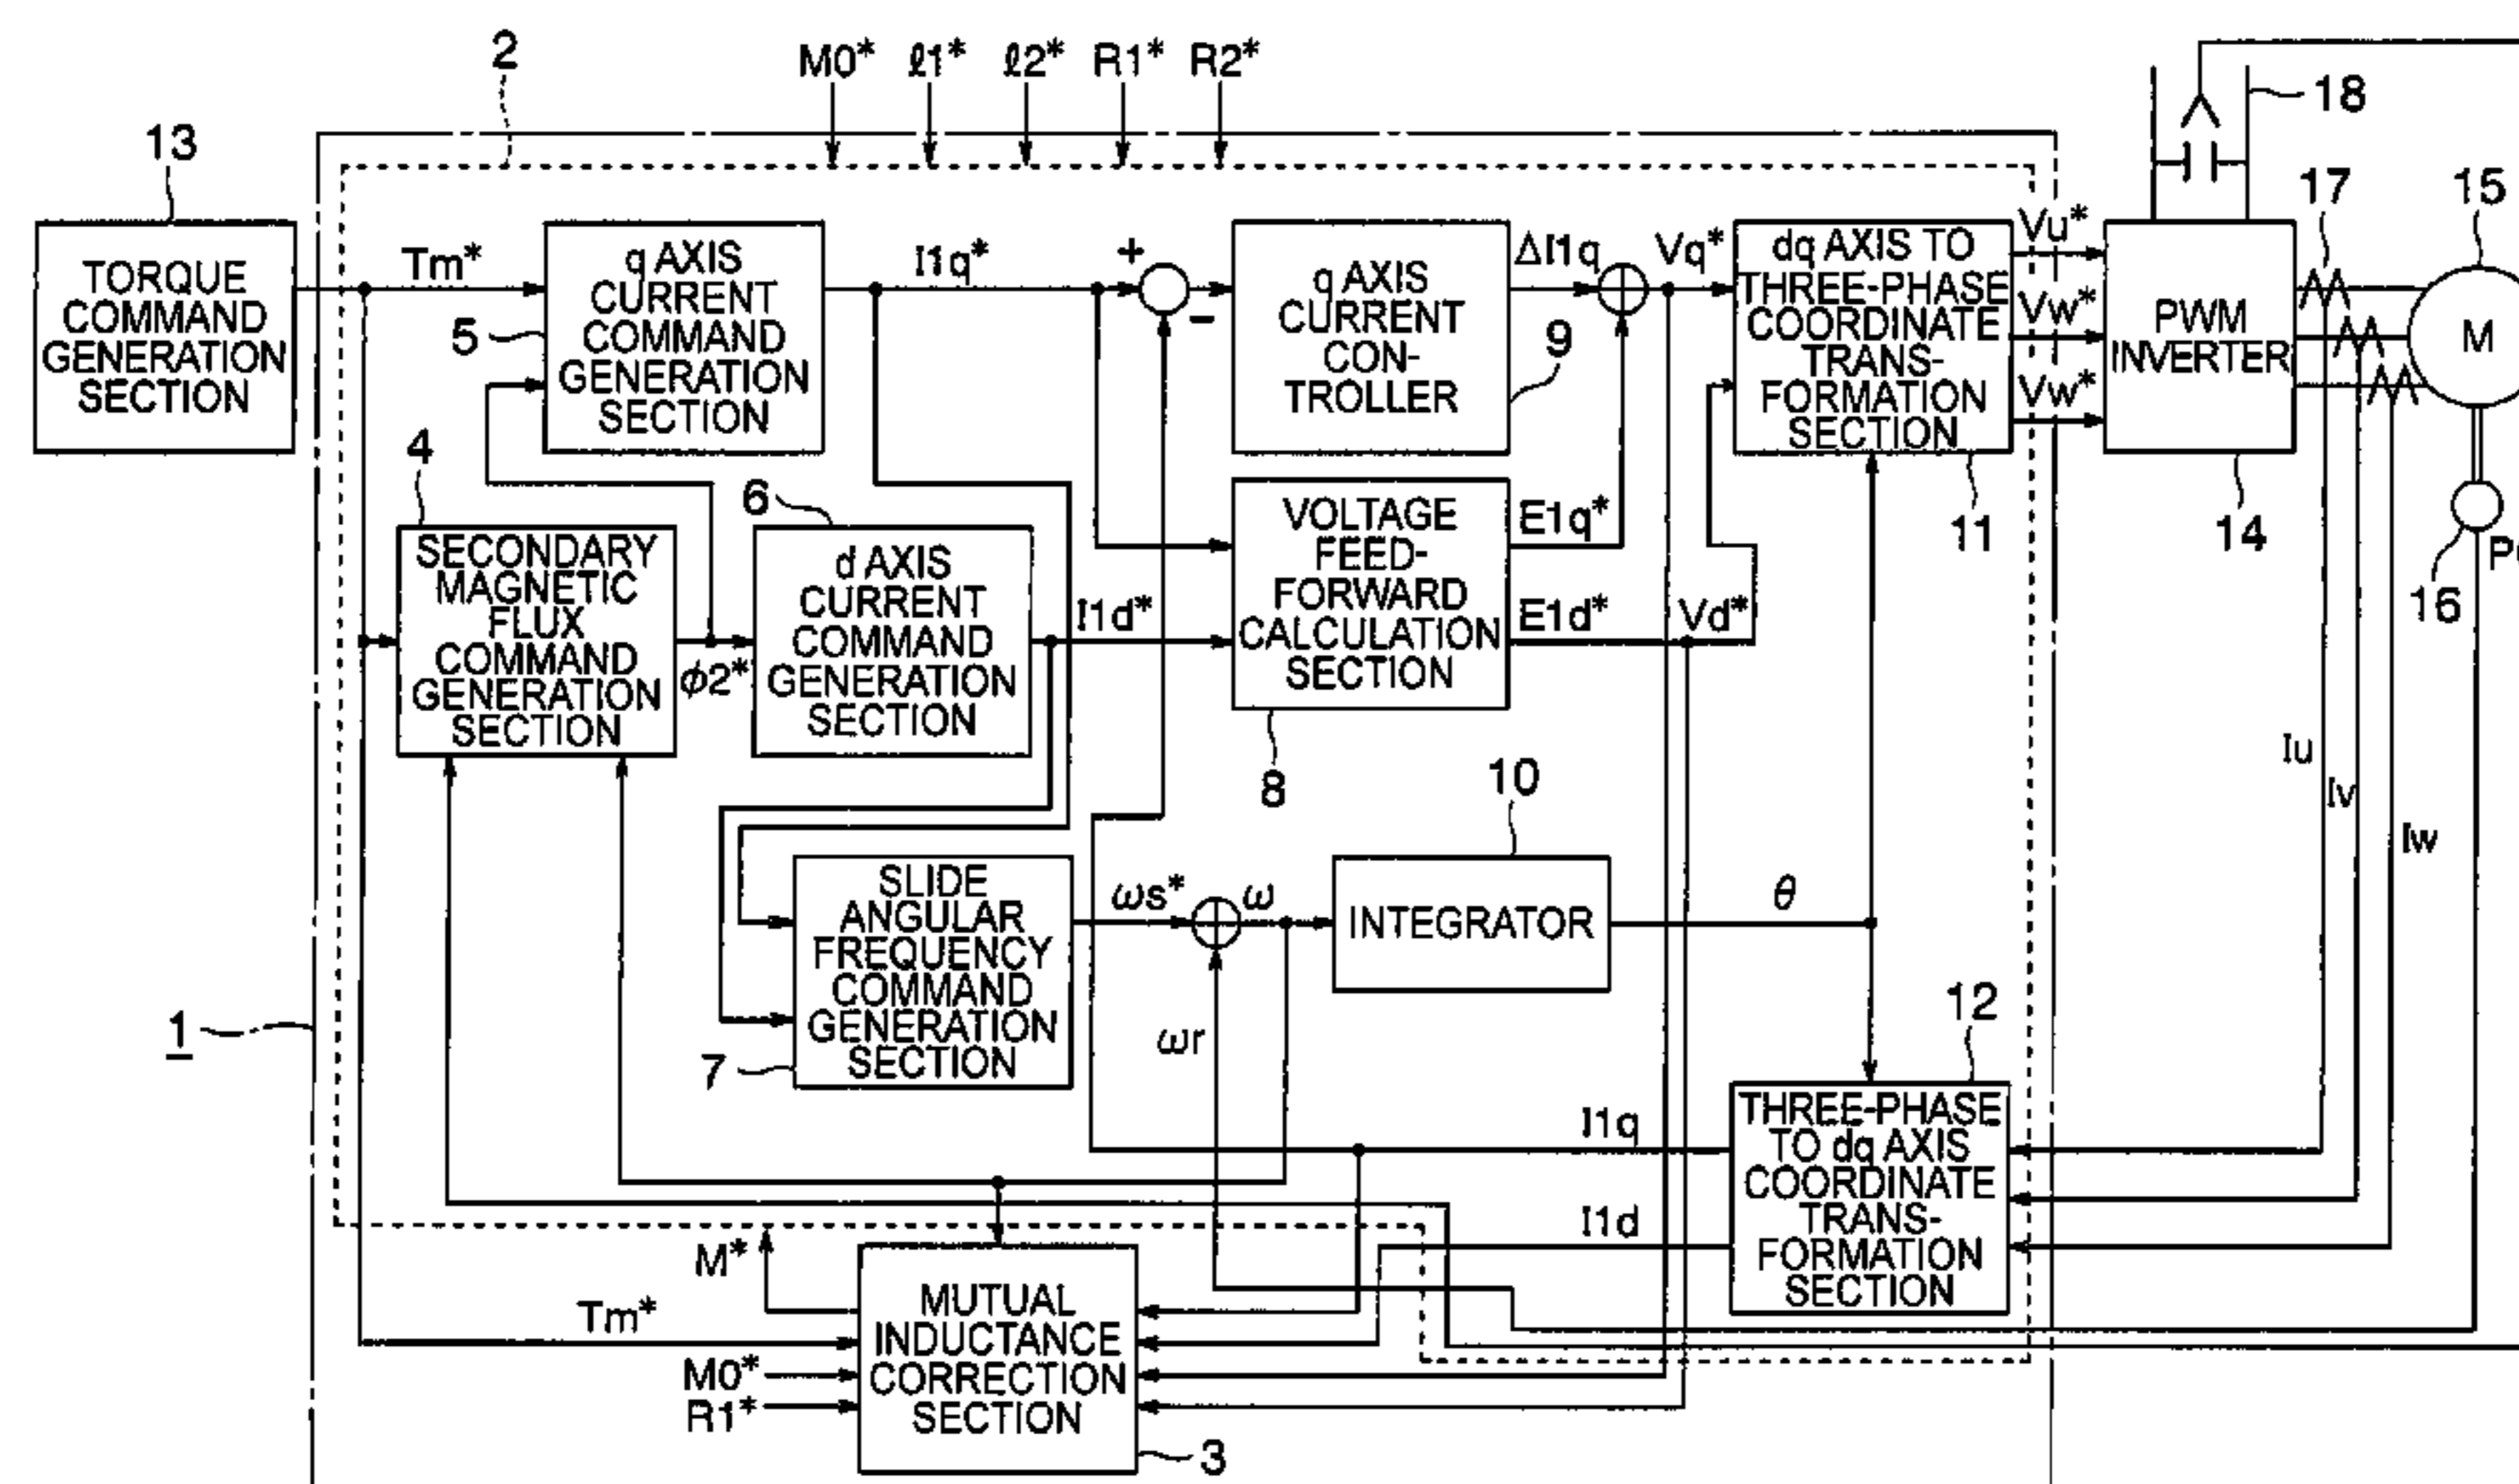 2
M0* ℓ1* ℓ2* R1* R2*
18
13
17
15
TORQUE
COMMAND
GENERATION
SECTION
Tm*
q AXIS
CURRENT
COMMAND
GENERATION
SECTION
5
I1q*
+
-
q AXIS
CURRENT
CON-
TROLLER
9
ΔI1q
Vq*
dq AXIS TO
THREE-PHASE
COORDINATE
TRANS-
FORMATION
SECTION
11
Vu*
Vw*
Vw*
PWM
INVERTER
14
M
16
4
SECONDARY
MAGNETIC
FLUX
COMMAND
GENERATION
SECTION
ϕ2*
6
d AXIS
CURRENT
COMMAND
GENERATION
SECTION
I1d*
VOLTAGE
FEED-
FORWARD
CALCULATION
SECTION
8
E1q*
E1d*
Vd*
Iu
Iv
Iw
SLIDE
ANGULAR
FREQUENCY
COMMAND
GENERATION
SECTION
7
ωs*
ω
ωr
10
INTEGRATOR
θ
1
12
THREE-PHASE
TO dq AXIS
COORDINATE
TRANS-
FORMATION
SECTION
I1q
I1d
M*
Tm*
M0*
R1*
MUTUAL
INDUCTANCE
CORRECTION
SECTION
3